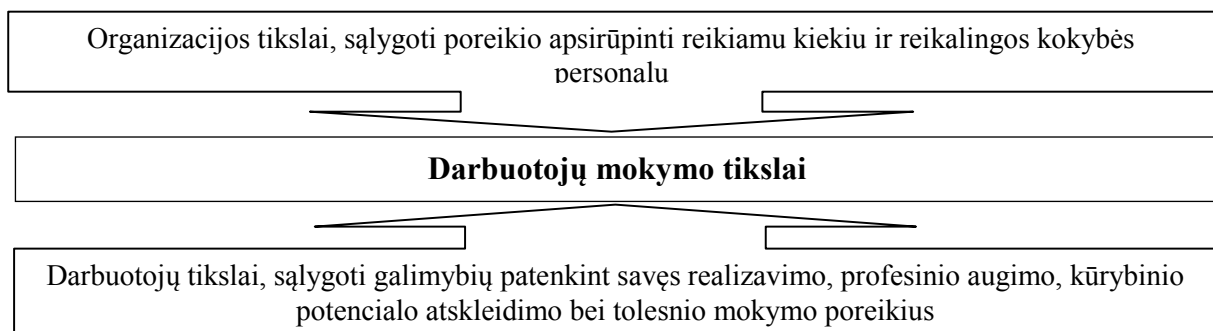 Organizacijos tikslai, sąlygoti poreikio apsirūpinti reikiamu kiekiu ir reikalingos kokybės
personalu
Darbuotojų mokymo tikslai
Darbuotojų tikslai, sąlygoti galimybių patenkint savęs realizavimo, profesinio augimo, kūrybinio
potencialo atskleidimo bei tolesnio mokymo poreikius